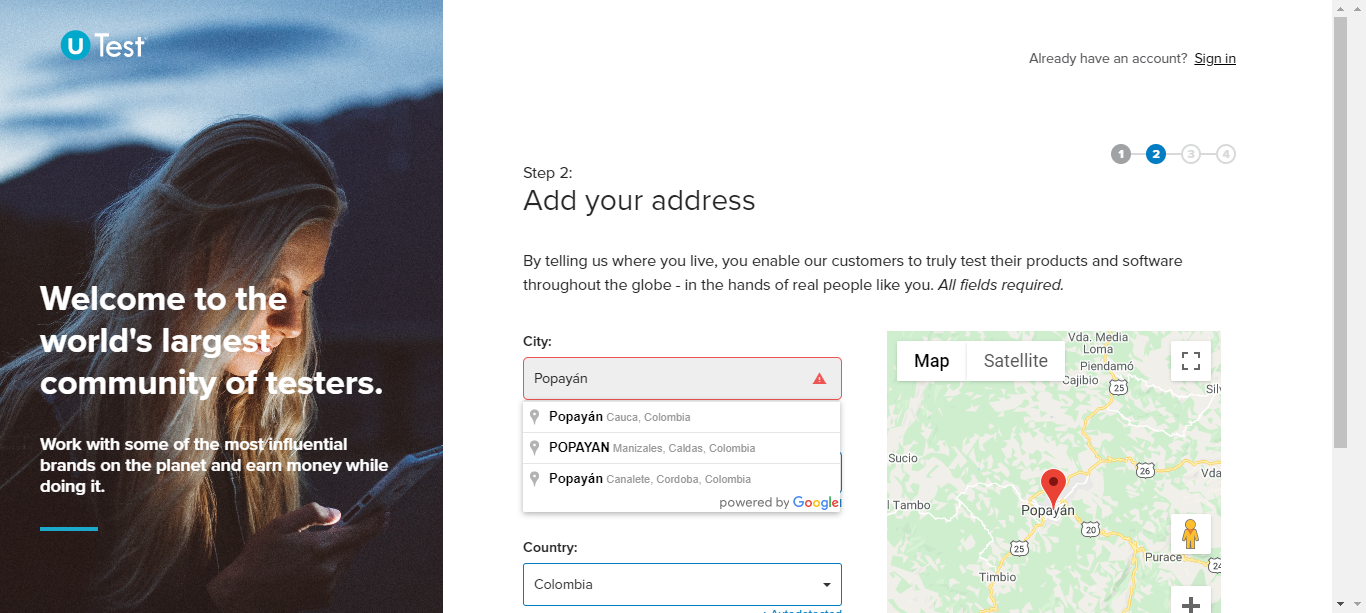 U Test
Already have an account? Sign in
1 2 3 4
Step 2:
Add your address
By telling us where you live, you enable our customers to truly test their products and software
throughout the globe - in the hands of real people like you. All fields required.
Welcome to the
world's largest
community of testers.
Work with some of the most influential
brands on the planet and earn money while
doing it.
City:
Popayán
Popayán Cauca, Colombia
POPAYAN Manizales, Caldas, Colombia
Popayán Canalete, Cordoba, Colombia
powered by Google
Country:
Colombia
Autodetected
Map Satellite
Vda. Media
Loma
Piendamó
Cajibio
25
Silv
Sucio
26
Vda
l Tambo
Popayán
20
25
Purace
24
Timbio